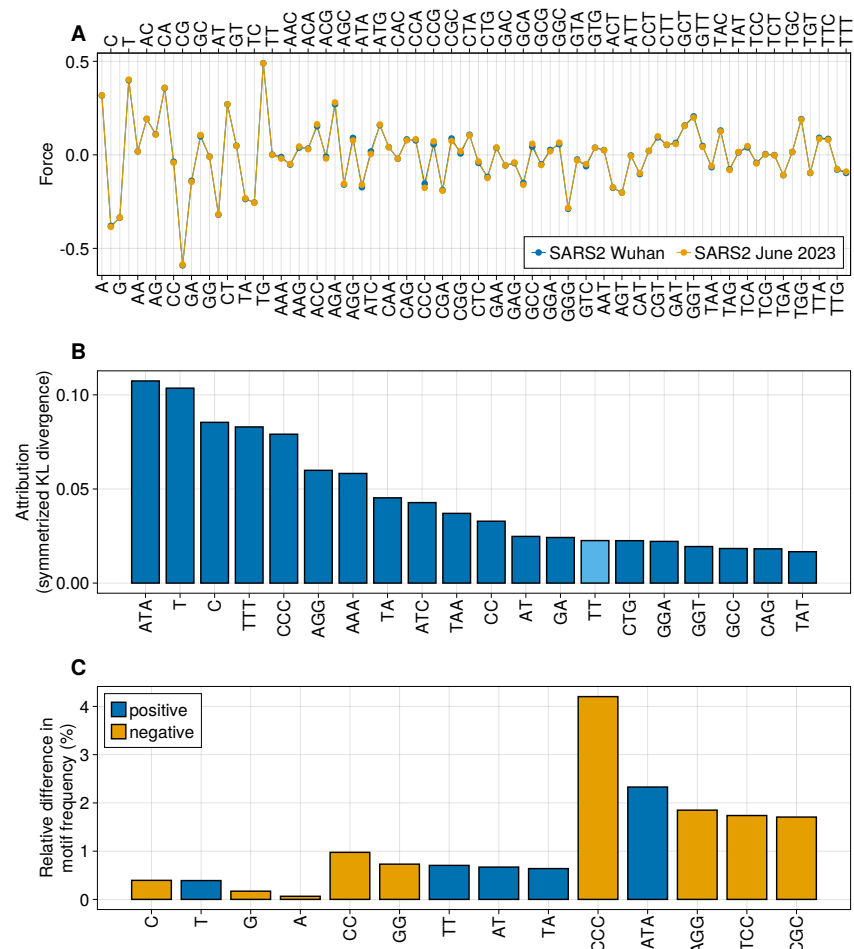 A
C T AC CA CG GC AT GT TC TT AAC ACA ACG AGC ATA ATG CAC CCA CCG CGC CTA CTG GAC GCA GCG GGC GTA GTG ACT ATT CCT CTT GCT GTT TAC TAT TCC TCT TGC TGT TTC TTT
Force
0.5
0.0
-0.5
SARS2 Wuhan SARS2 June 2023
A G AA AG CC GA GG CT TA TG AAA AAG ACC AGA AGG ATC CAA CAG CCC CGA CGG CTC GAA GAG GCC GGA GGG GTC AAT AGT CAT CGT GAT GGT TAA TAG TCA TCG TGA TGG TTA TTG
B
Attribution
(symmetrized KL divergence)
0.10
0.05
0.00
ATA T C TTT CCC AGG AAA TA ATC TAA CC AT GA TT CTG GGA GGT GCC CAG TAT
C
Relative difference in
motif frequency (%)
positive
negative
4
3
2
1
0
C T G A CC GG TT AT TA CCC ATA AGG TCC CGC